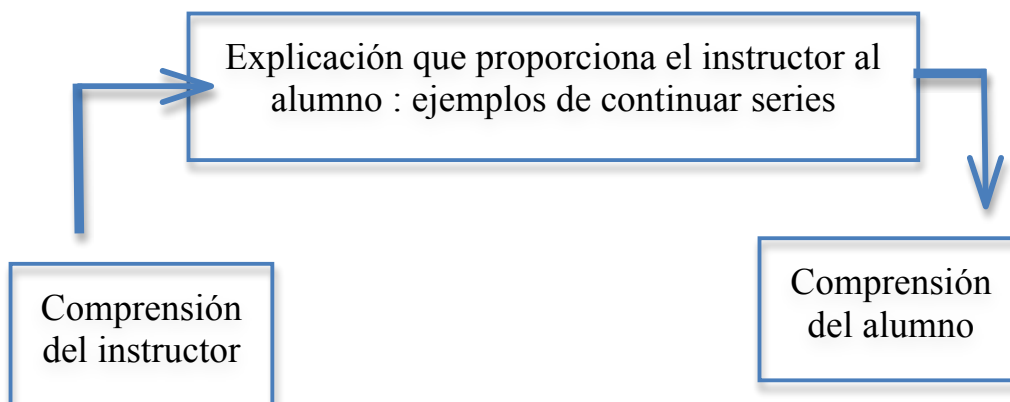 Explicación que proporciona el instructor al
alumno : ejemplos de continuar series
Comprensión
del instructor
Comprensión
del alumno